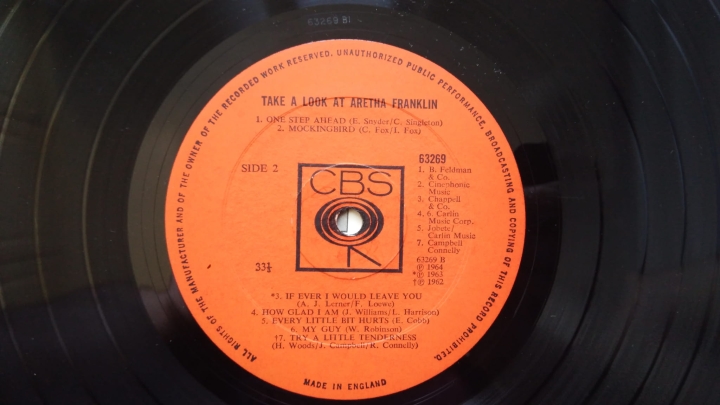 63269 B1
ALL RIGHTS OF THE MANUFACTURER AND OF THE OWNER OF THE RECORDED WORK RESERVED. UNAUTHORIZED PUBLIC PERFORMANCE, BROADCASTING AND COPYING OF THIS RECORD PROHIBITED.
TAKE A LOOK AT ARETHA FRANKLIN
1. ONE STEP AHEAD (E. Snyder/C. Singleton)
2. MOCKINGBIRD (C. Fox/I. Fox)
SIDE 2
CBS
33⅓
63269
1. B. Feldman
& Co.
2. Cinephonic
Music
3. Chappell
& Co.
4. 6. Carlin
Music Corp.
5. Jobete/
Carlin Music
7. Campbell
Connelly
63269 B
℗ 1964
*℗ 1963
†℗ 1962
*3. IF EVER I WOULD LEAVE YOU
(A. J. Lerner/F. Loewe)
4. HOW GLAD I AM (J. Williams/L. Harrison)
5. EVERY LITTLE BIT HURTS (E. Cobb)
6. MY GUY (W. Robinson)
†7. TRY A LITTLE TENDERNESS
(H. Woods/J. Campbell/R. Connelly)
MADE IN ENGLAND